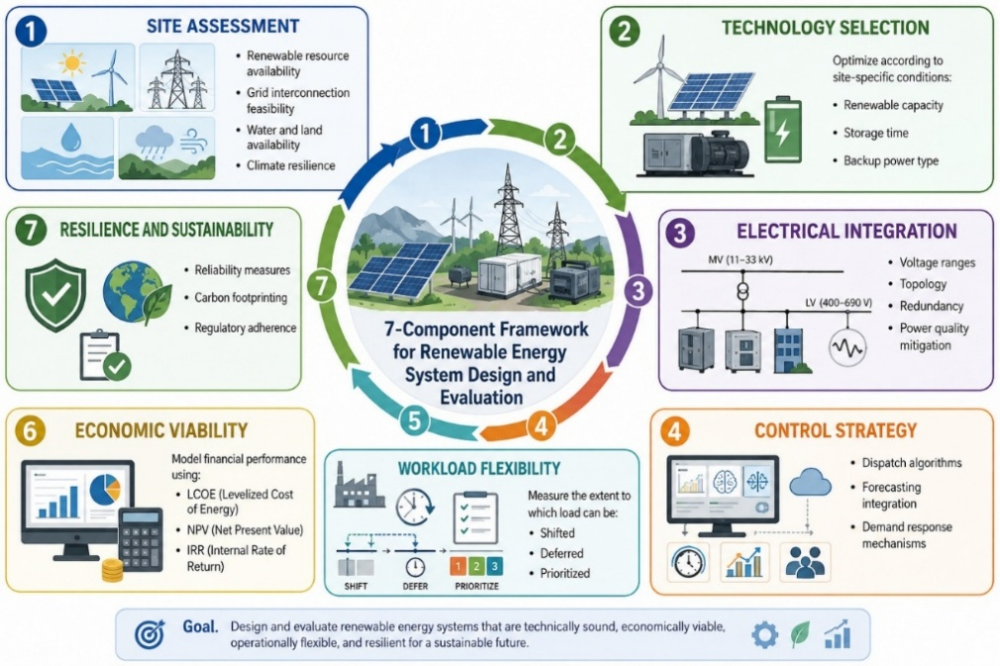 1
SITE ASSESSMENT
• Renewable resource
availability
• Grid interconnection
feasibility
• Water and land
availability
• Climate resilience
2
TECHNOLOGY SELECTION
Optimize according to
site-specific conditions:
• Renewable capacity
• Storage time
• Backup power type
1
2
3
4
5
7
7-Component Framework
for Renewable Energy
System Design and
Evaluation
3
ELECTRICAL INTEGRATION
MV (11–33 kV)
LV (400–690 V)
• Voltage ranges
• Topology
• Redundancy
• Power quality
mitigation
4
CONTROL STRATEGY
• Dispatch algorithms
• Forecasting
integration
• Demand response
mechanisms
WORKLOAD FLEXIBILITY
Measure the extent to
which load can be:
• Shifted
• Deferred
• Prioritized
SHIFT
DEFER
1 2 3
PRIORITIZE
6
ECONOMIC VIABILITY
Model financial performance
using:
• LCOE (Levelized Cost
of Energy)
• NPV (Net Present Value)
• IRR (Internal Rate of
Return)
7
RESILIENCE AND SUSTAINABILITY
• Reliability measures
• Carbon footprinting
• Regulatory adherence
Goal. Design and evaluate renewable energy systems that are technically sound, economically viable,
operationally flexible, and resilient for a sustainable future.